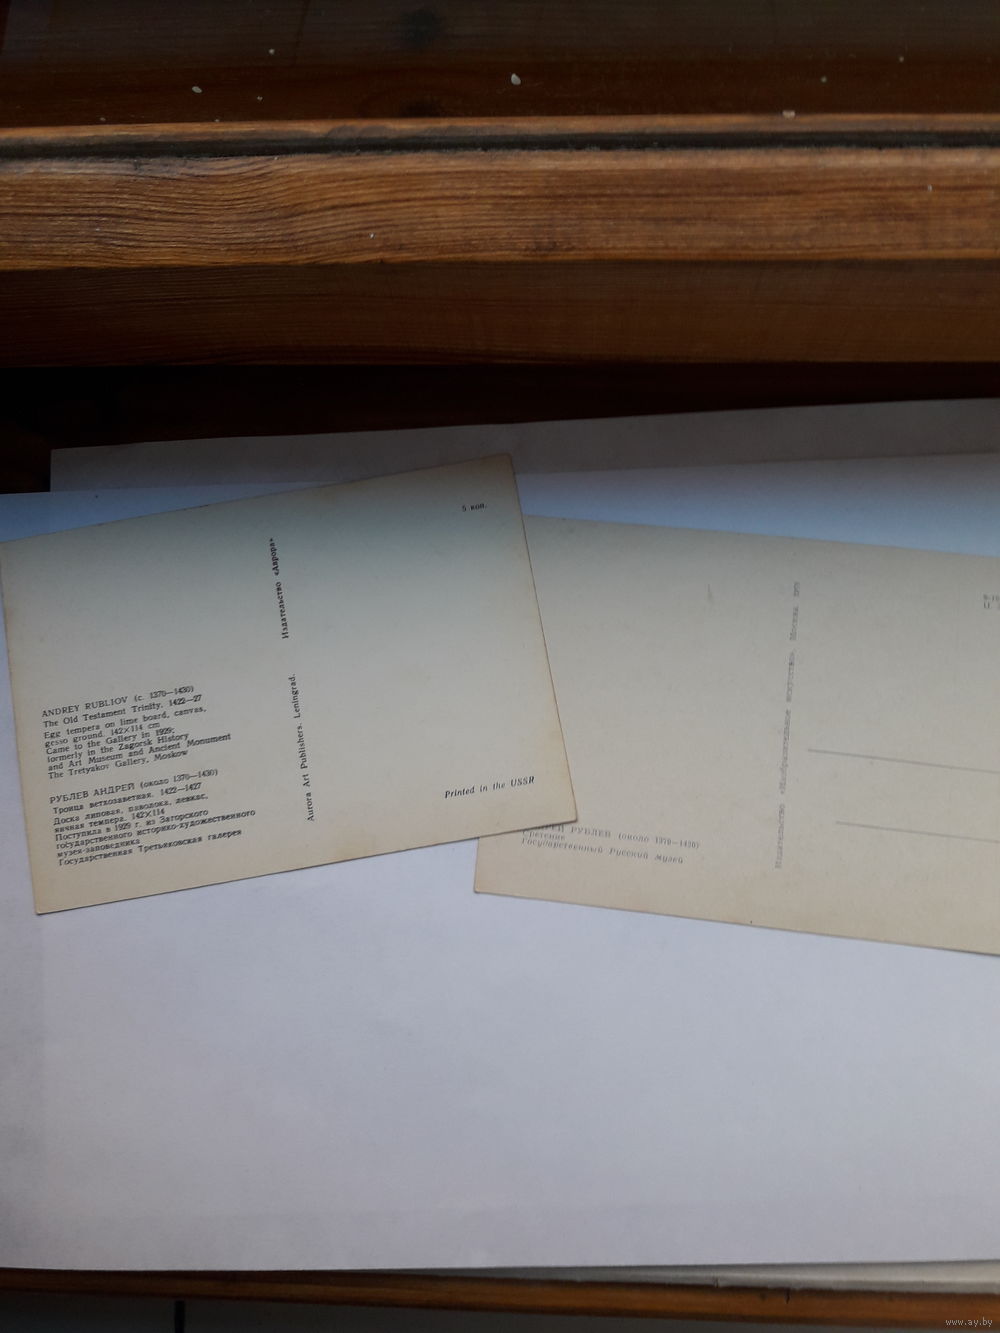 5 коп.
Издательство «Аврора»
Aurora Art Publishers. Leningrad.
ANDREY RUBLIOV (c. 1370—1430)
The Old Testament Trinity. 1422—27
Egg tempera on lime board, canvas,
gesso ground. 142×114 cm
Came to the Gallery in 1929;
formerly in the Zagorsk History
and Art Museum and Ancient Monument
The Tretyakov Gallery, Moskow
РУБЛЕВ АНДРЕЙ (около 1370—1430)
Троица ветхозаветная. 1422—1427
Доска липовая, паволока, левкас,
яичная темпера. 142×114
Поступила в 1929 г. из Загорского
государственного историко-художественного
музея-заповедника
Государственная Третьяковская галерея
Printed in the USSR
РУБЛЕВ (около 1370—1430)
Сретение
Государственный Русский музей
Издательство «Изобразительное искусство». Москва
www.ay.by